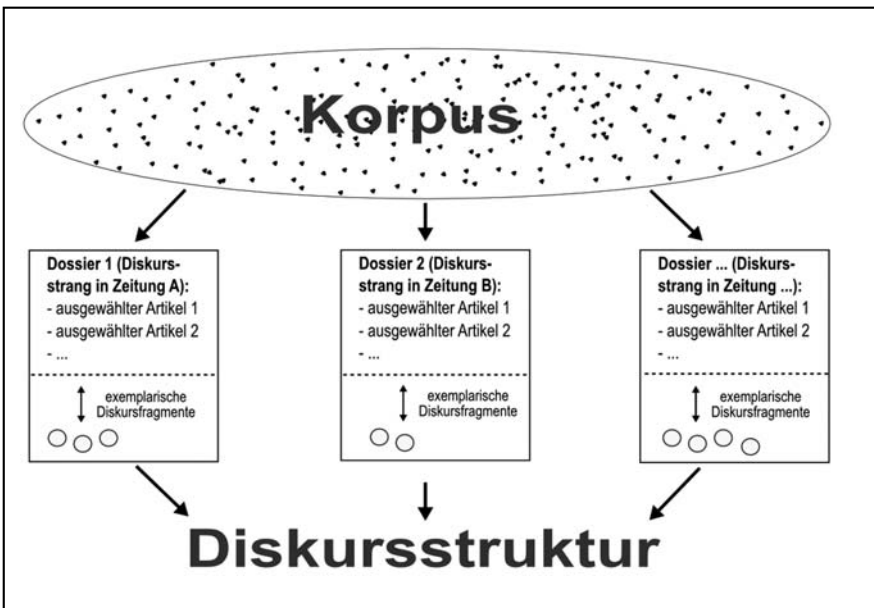 Korpus
Dossier 1 (Diskurs-
strang in Zeitung A):
- ausgewählter Artikel 1
- ausgewählter Artikel 2
- ...
exemplarische
Diskursfragmente
Dossier 2 (Diskurs-
sstrang in Zeitung B):
- ausgewählter Artikel 1
- ausgewählter Artikel 2
- ...
exemplarische
Diskursfragmente
Dossier ... (Diskurs-
sstrang in Zeitung ...):
- ausgewählter Artikel 1
- ausgewählter Artikel 2
- ...
exemplarische
Diskursfragmente
Diskursstruktur